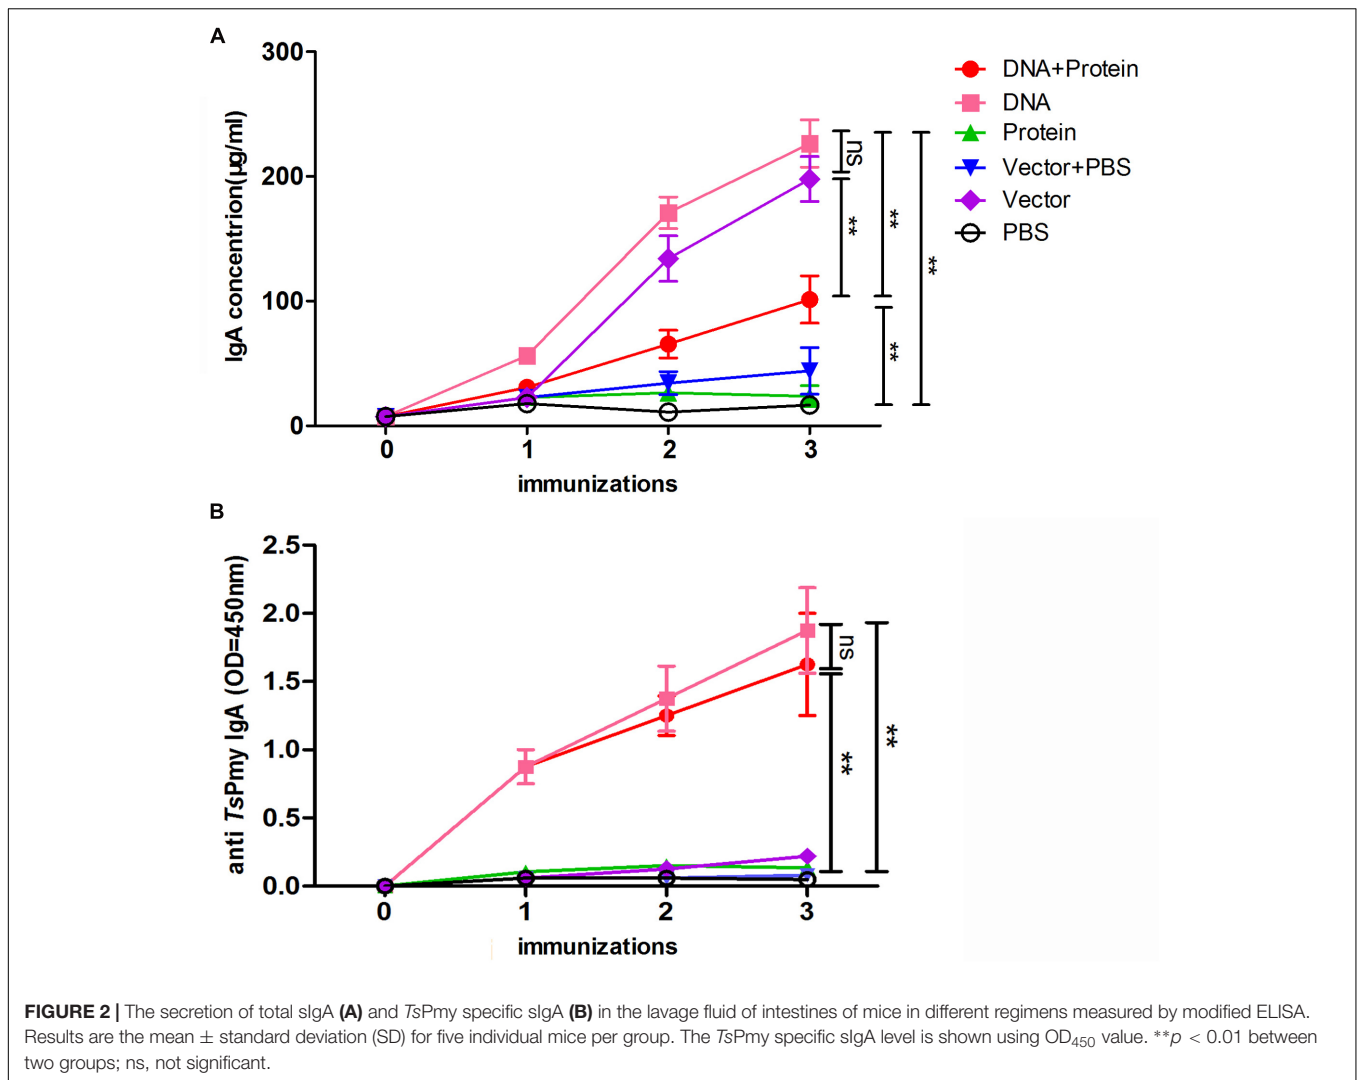 A
300
200
100
0
IgA concentrion(µg/ml)
0 1 2 3
immunizations
ns
**
**
**
**
DNA+Protein
DNA
Protein
Vector+PBS
Vector
PBS
B
2.5
2.0
1.5
1.0
0.5
0.0
anti TsPmy IgA (OD=450nm)
0 1 2 3
immunizations
ns
**
**
FIGURE 2 | The secretion of total sIgA (A) and TsPmy specific sIgA (B) in the lavage fluid of intestines of mice in different regimens measured by modified ELISA.
Results are the mean ± standard deviation (SD) for five individual mice per group. The TsPmy specific sIgA level is shown using OD450 value. **p < 0.01 between
two groups; ns, not significant.